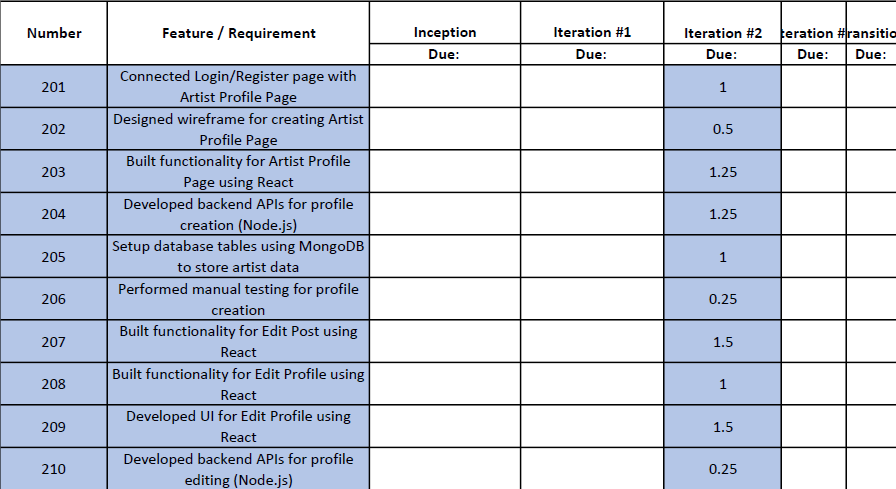 Number Feature / Requirement Inception Iteration #1 Iteration #2 teration # ransitio
Due: Due: Due: Due: Due:
201 Connected Login/Register page with
Artist Profile Page 1
202 Designed wireframe for creating Artist
Profile Page 0.5
203 Built functionality for Artist Profile
Page using React 1.25
204 Developed backend APIs for profile
creation (Node.js) 1.25
205 Setup database tables using MongoDB
to store artist data 1
206 Performed manual testing for profile
creation 0.25
207 Built functionality for Edit Post using
React 1.5
208 Built functionality for Edit Profile using
React 1
209 Developed UI for Edit Profile using
React 1.5
210 Developed backend APIs for profile
editing (Node.js) 0.25